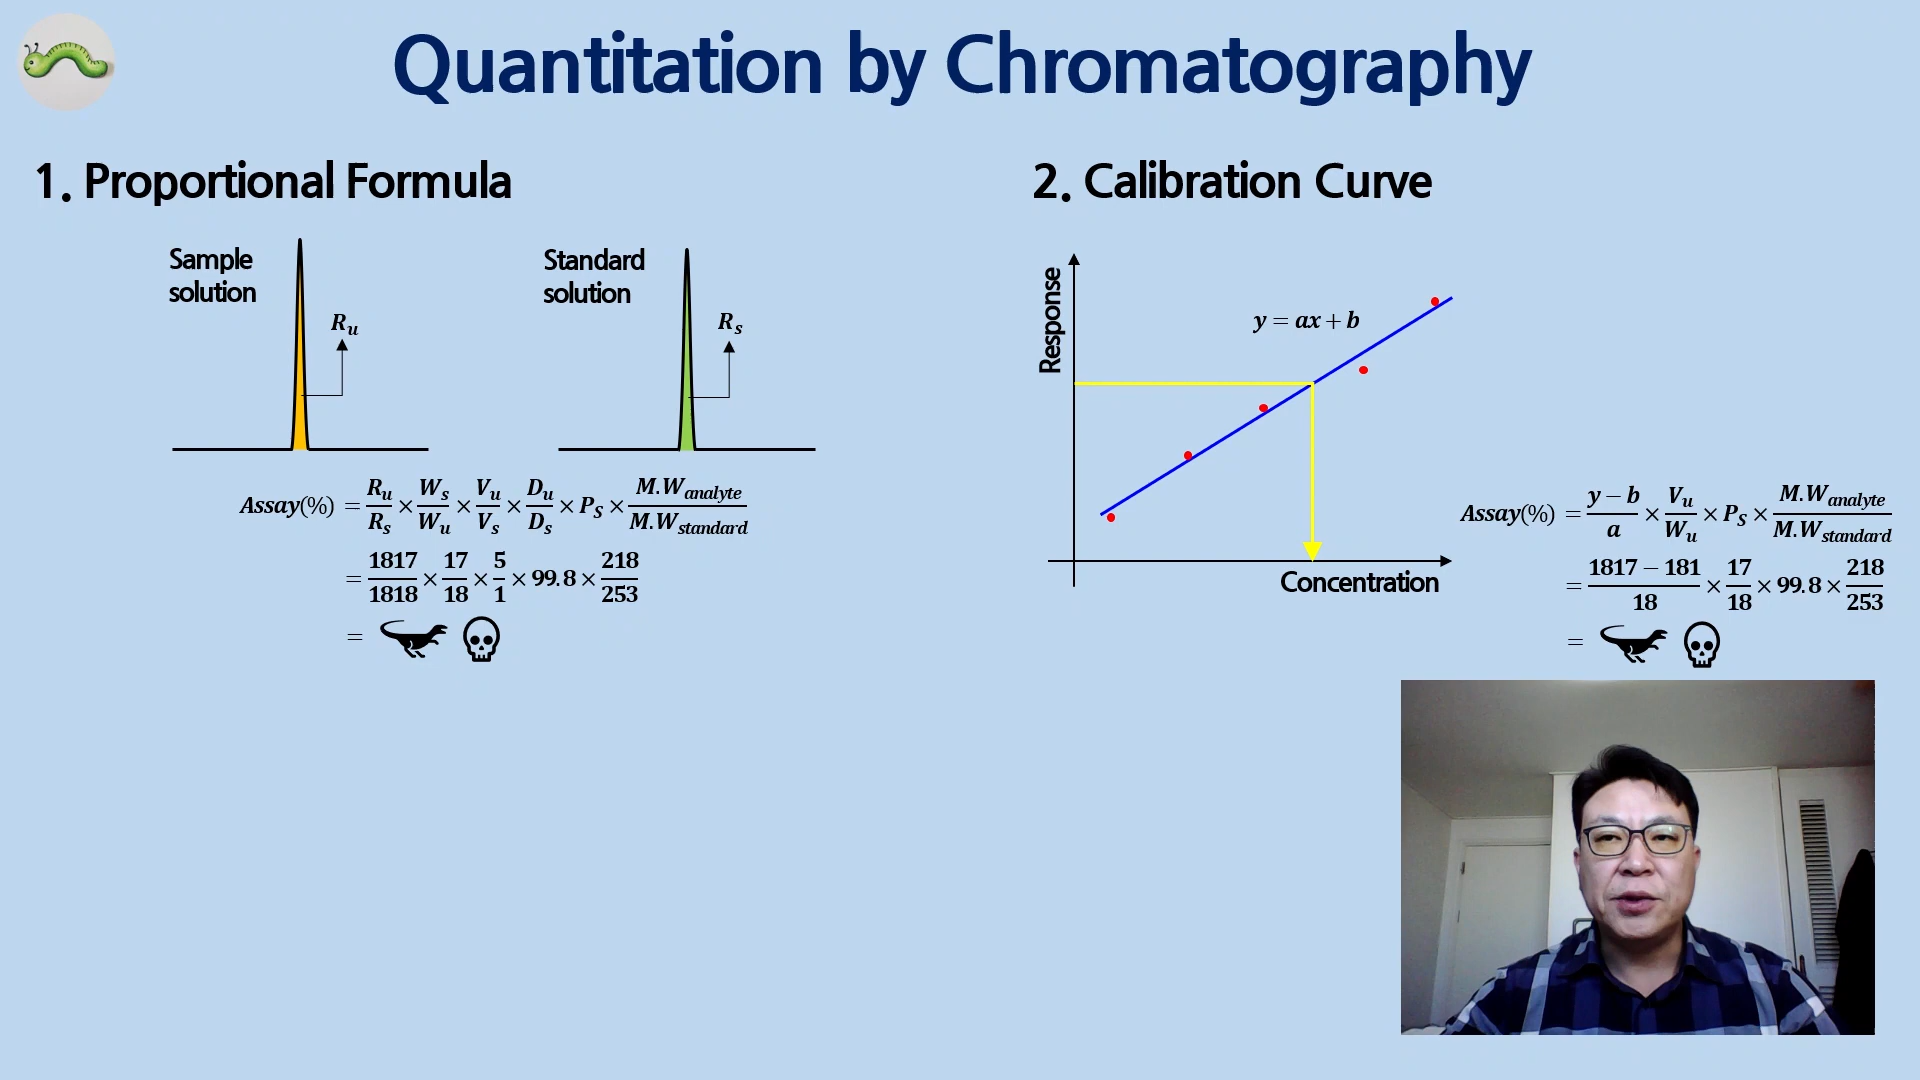 Quantitation by Chromatography
1. Proportional Formula
Sample
solution
R_u
Standard
solution
R_s
Assay(%) = R_u/R_s × W_s/W_u × V_u/V_s × D_u/D_s × P_S × M.W_analyte/M.W_standard
= 1817/1818 × 17/18 × 5/1 × 99.8 × 218/253
=
2. Calibration Curve
Response
y = ax + b
Concentration
Assay(%) = y − b/a × V_u/W_u × P_S × M.W_analyte/M.W_standard
= 1817 − 181/18 × 17/18 × 99.8 × 218/253
=